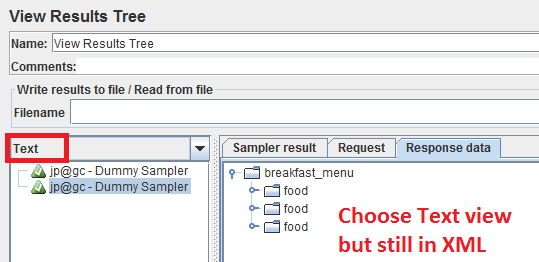 View Results Tree
Name: View Results Tree
Comments:
Write results to file / Read from file
Filename
Text
Sampler result Request Response data
jp@gc - Dummy Sampler
jp@gc - Dummy Sampler
breakfast_menu
food
food
food
Choose Text view
but still in XML